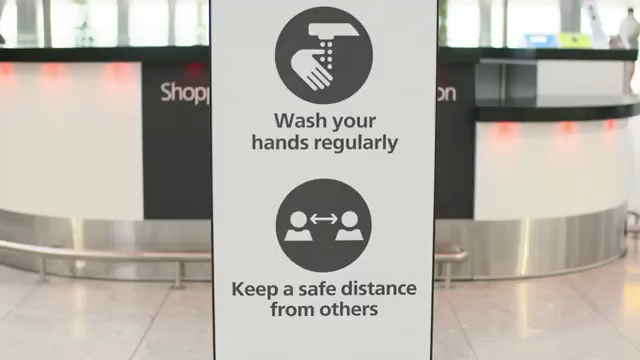 Wash your
hands regularly
Keep a safe distance
from others